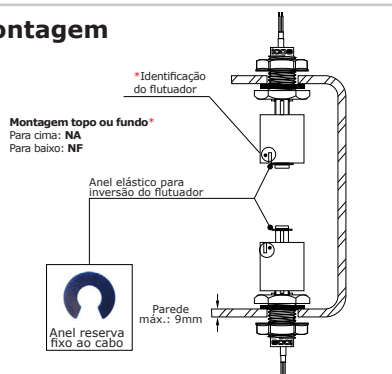 ontagem
*Identificação
do flutuador
Montagem topo ou fundo*
Para cima: NA
Para baixo: NF
Anel elástico para
inversão do flutuador
Anel reserva
fixo ao cabo
Parede
máx.: 9mm